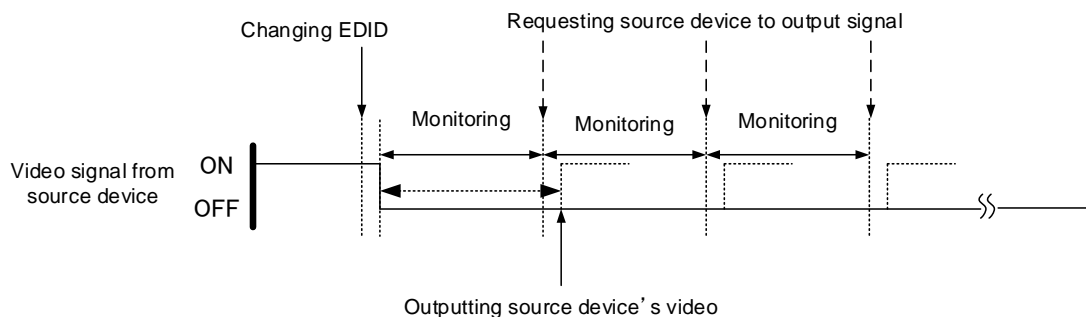 Requesting source device to output signal
Changing EDID
Monitoring
Monitoring
Monitoring
Video signal from
source device
ON
OFF
Outputting source device's video